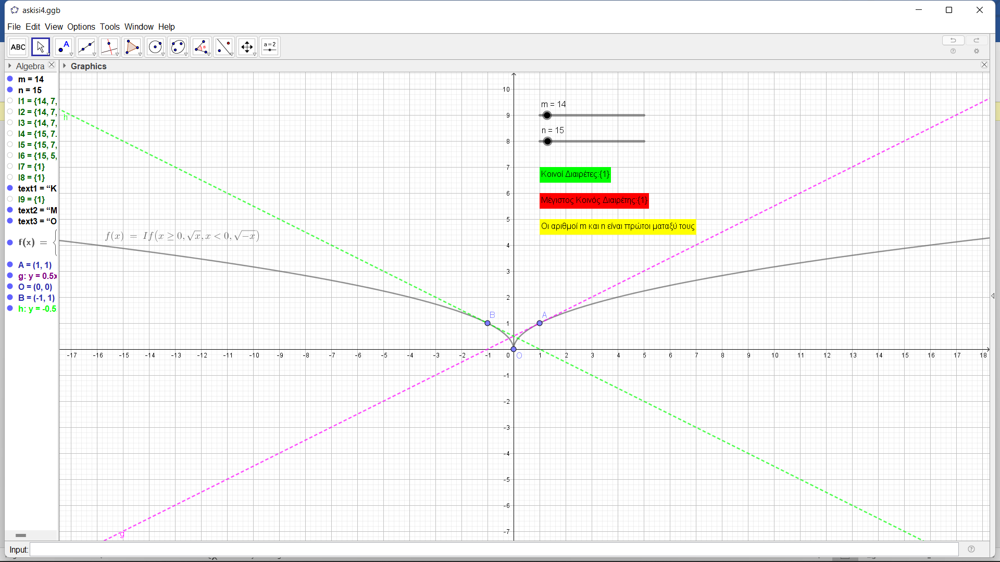 askisi4.ggb
File Edit View Options Tools Window Help
ABC
A
α
a=2
Algebra
Graphics
m = 14
n = 15
l1 = {14, 7,
l2 = {14, 7,
l3 = {14, 7,
l4 = {15, 7.
l5 = {15, 7,
l6 = {15, 5,
l7 = {1}
l8 = {1}
text1 = “K
l9 = {1}
text2 = “M
text3 = “O
f(x) = {
A = (1, 1)
g: y = 0.5x
O = (0, 0)
B = (-1, 1)
h: y = -0.5
h
f(x) = If(x ≥ 0, √x, x < 0, √−x)
m = 14
n = 15
Κοινοί Διαιρέτες:{1}
Μέγιστος Κοινός Διαιρέτης:{1}
Οι αριθμοί m και n είναι πρώτοι ματαξύ τους
10
9
8
7
6
5
4
3
2
1
B
A
O
-17 -16 -15 -14 -13 -12 -11 -10 -9 -8 -7 -6 -5 -4 -3 -2 -1 0 1 2 3 4 5 6 7 8 9 10 11 12 13 14 15 16 17 18
-1
-2
-3
-4
-5
-6
-7
g
Input: